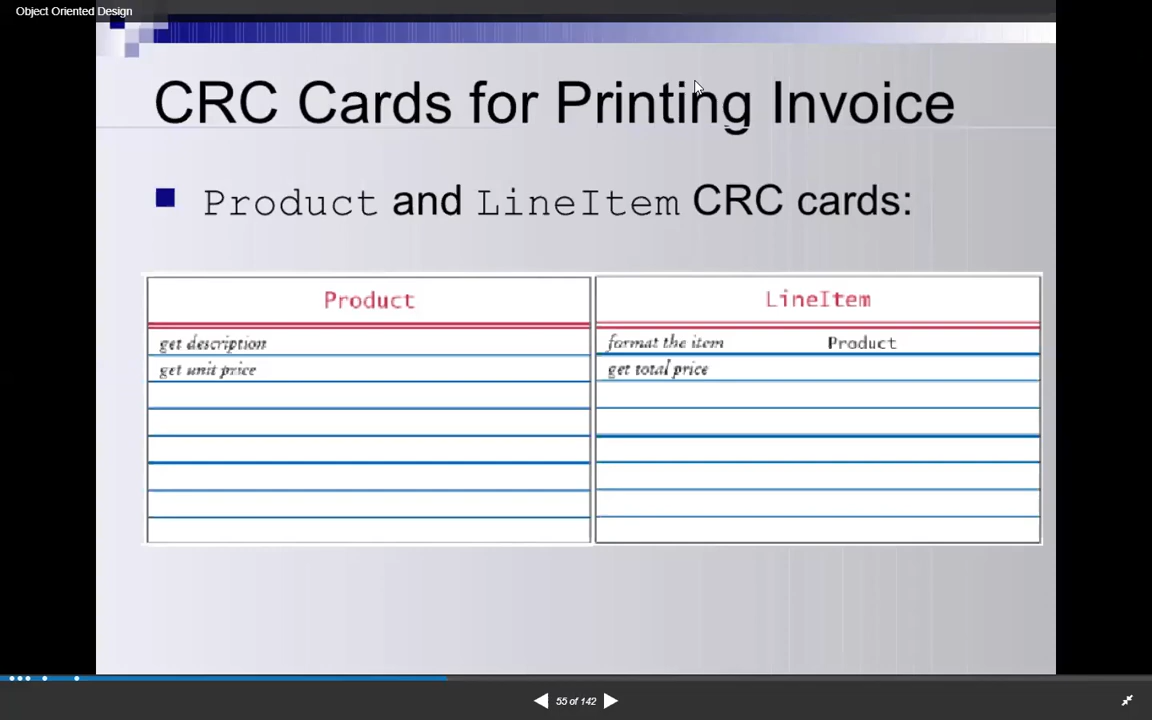 Object Oriented Design
CRC Cards for Printing Invoice
Product and LineItem CRC cards:
Product
get description
get unit price
LineItem
format the item Product
get total price
55 of 142